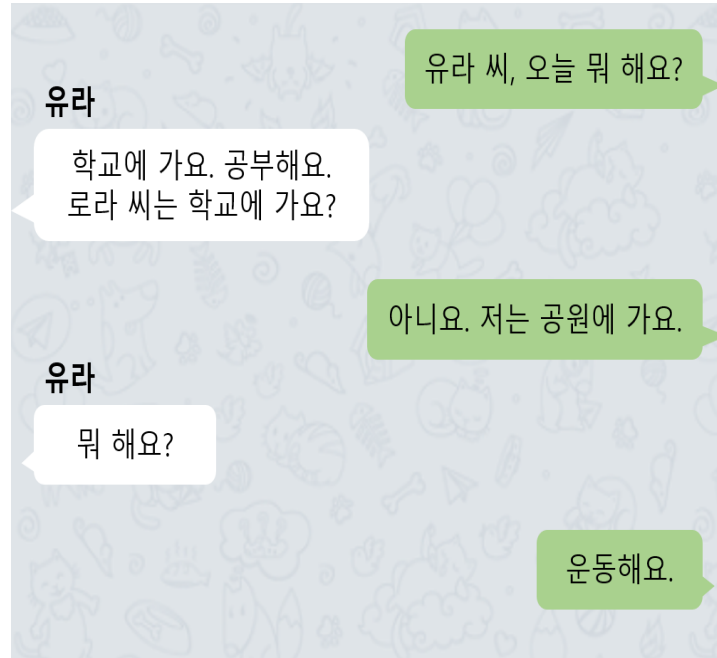 유라 씨, 오늘 뭐 해요?
유라
학교에 가요. 공부해요.
로라 씨는 학교에 가요?
아니요. 저는 공원에 가요.
유라
뭐 해요?
운동해요.